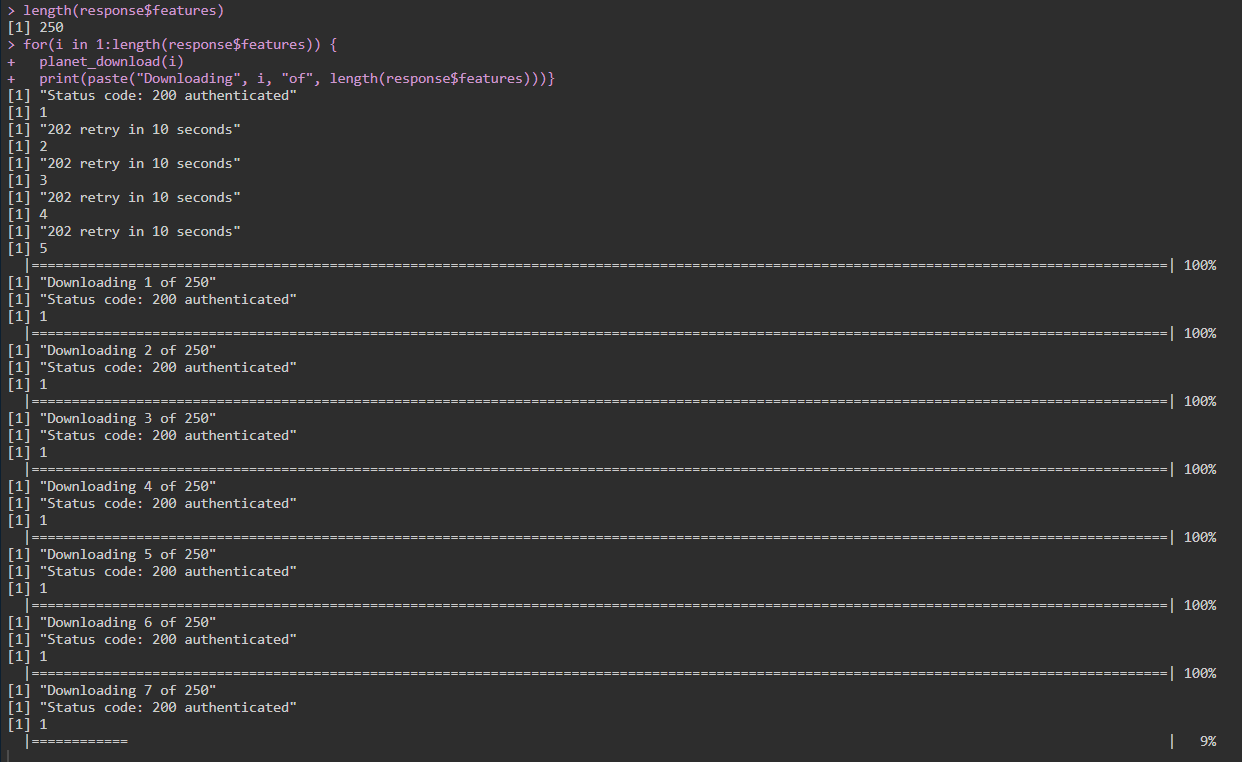 > length(response$features)
[1] 250
> for(i in 1:length(response$features)) {
+   planet_download(i)
+   print(paste("Downloading", i, "of", length(response$features)))}
[1] "Status code: 200 authenticated"
[1] 1
[1] "202 retry in 10 seconds"
[1] 2
[1] "202 retry in 10 seconds"
[1] 3
[1] "202 retry in 10 seconds"
[1] 4
[1] "202 retry in 10 seconds"
[1] 5
|==============================================================================================================================================| 100%
[1] "Downloading 1 of 250"
[1] "Status code: 200 authenticated"
[1] 1
|==============================================================================================================================================| 100%
[1] "Downloading 2 of 250"
[1] "Status code: 200 authenticated"
[1] 1
|==============================================================================================================================================| 100%
[1] "Downloading 3 of 250"
[1] "Status code: 200 authenticated"
[1] 1
|==============================================================================================================================================| 100%
[1] "Downloading 4 of 250"
[1] "Status code: 200 authenticated"
[1] 1
|==============================================================================================================================================| 100%
[1] "Downloading 5 of 250"
[1] "Status code: 200 authenticated"
[1] 1
|==============================================================================================================================================| 100%
[1] "Downloading 6 of 250"
[1] "Status code: 200 authenticated"
[1] 1
|==============================================================================================================================================| 100%
[1] "Downloading 7 of 250"
[1] "Status code: 200 authenticated"
[1] 1
|============                                                                                                                                  |   9%